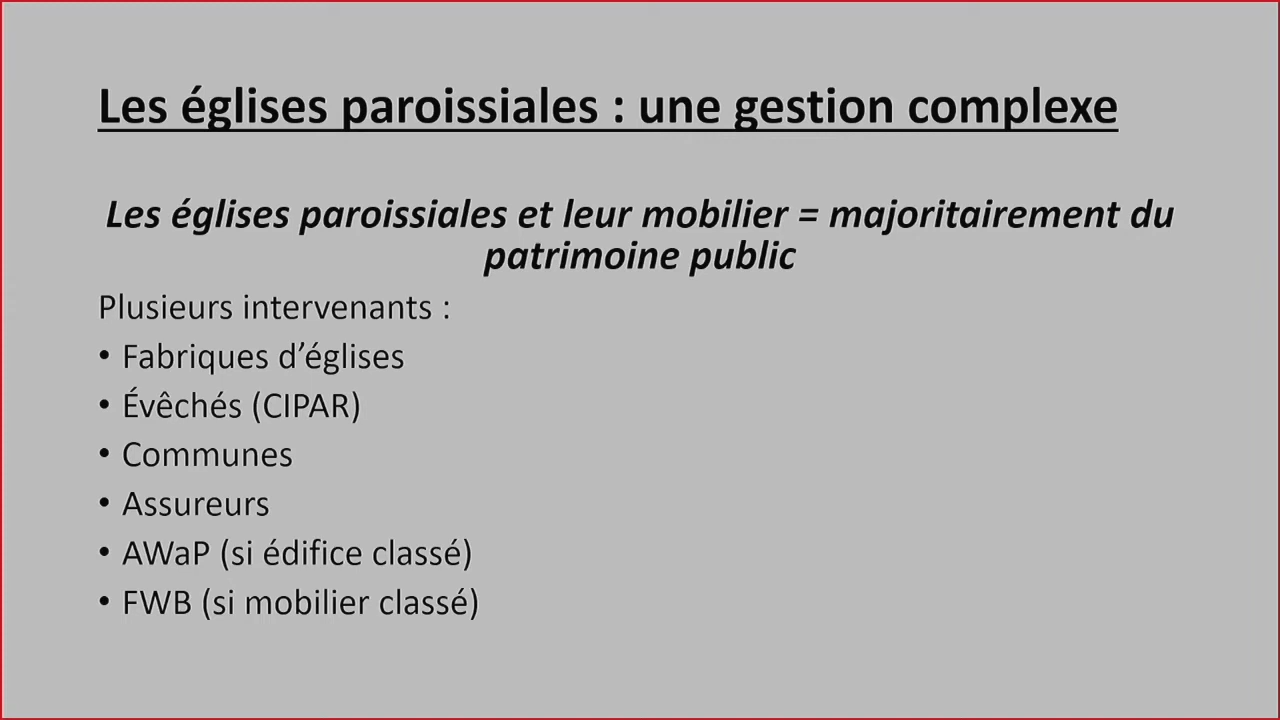 Les églises paroissiales : une gestion complexe
Les églises paroissiales et leur mobilier = majoritairement du
patrimoine public
Plusieurs intervenants :
• Fabriques d’églises
• Évêchés (CIPAR)
• Communes
• Assureurs
• AWaP (si édifice classé)
• FWB (si mobilier classé)